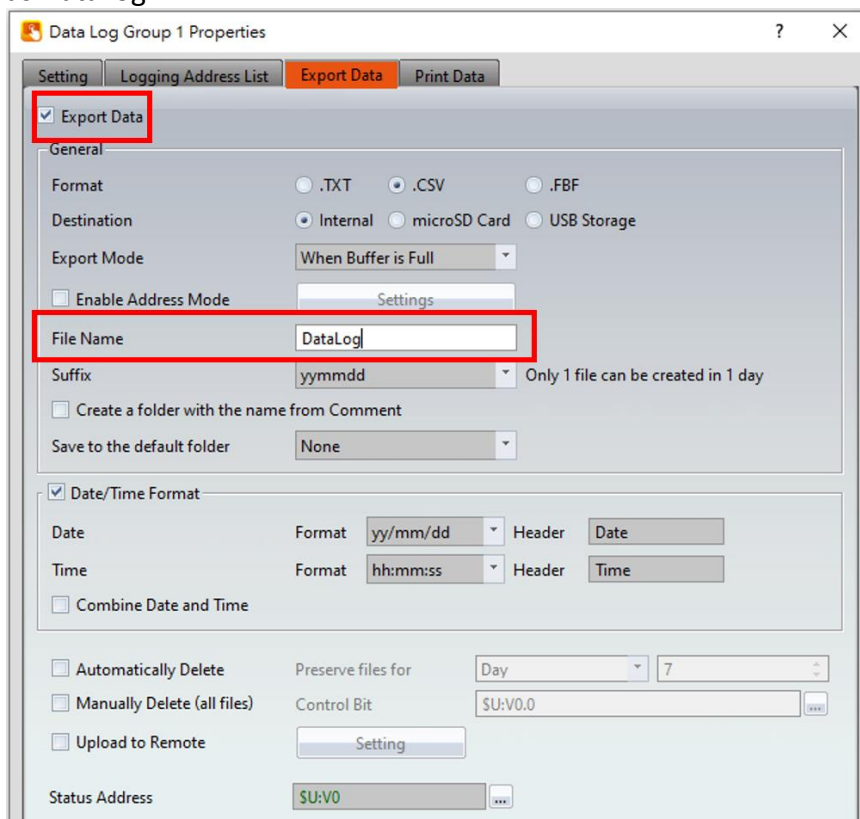 Data Log Group 1 Properties ? ×
Setting Logging Address List Export Data Print Data
Export Data
General
Format .TXT .CSV .FBF
Destination Internal microSD Card USB Storage
Export Mode When Buffer is Full
Enable Address Mode Settings
File Name DataLog
Suffix yymmdd Only 1 file can be created in 1 day
Create a folder with the name from Comment
Save to the default folder None
Date/Time Format
Date Format yy/mm/dd Header Date
Time Format hh:mm:ss Header Time
Combine Date and Time
Automatically Delete Preserve files for Day 7
Manually Delete (all files) Control Bit $U:V0.0 ...
Upload to Remote Setting
Status Address $U:V0 ...